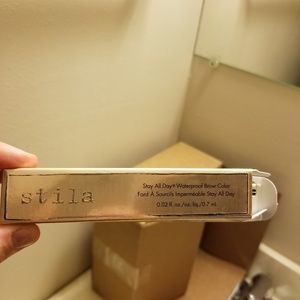 stila
Stay All Day® Waterproof Brow Color
Fard À Sourcils Imperméable Stay All Day
0.02 fl. oz./oz. liq./0.7 mL